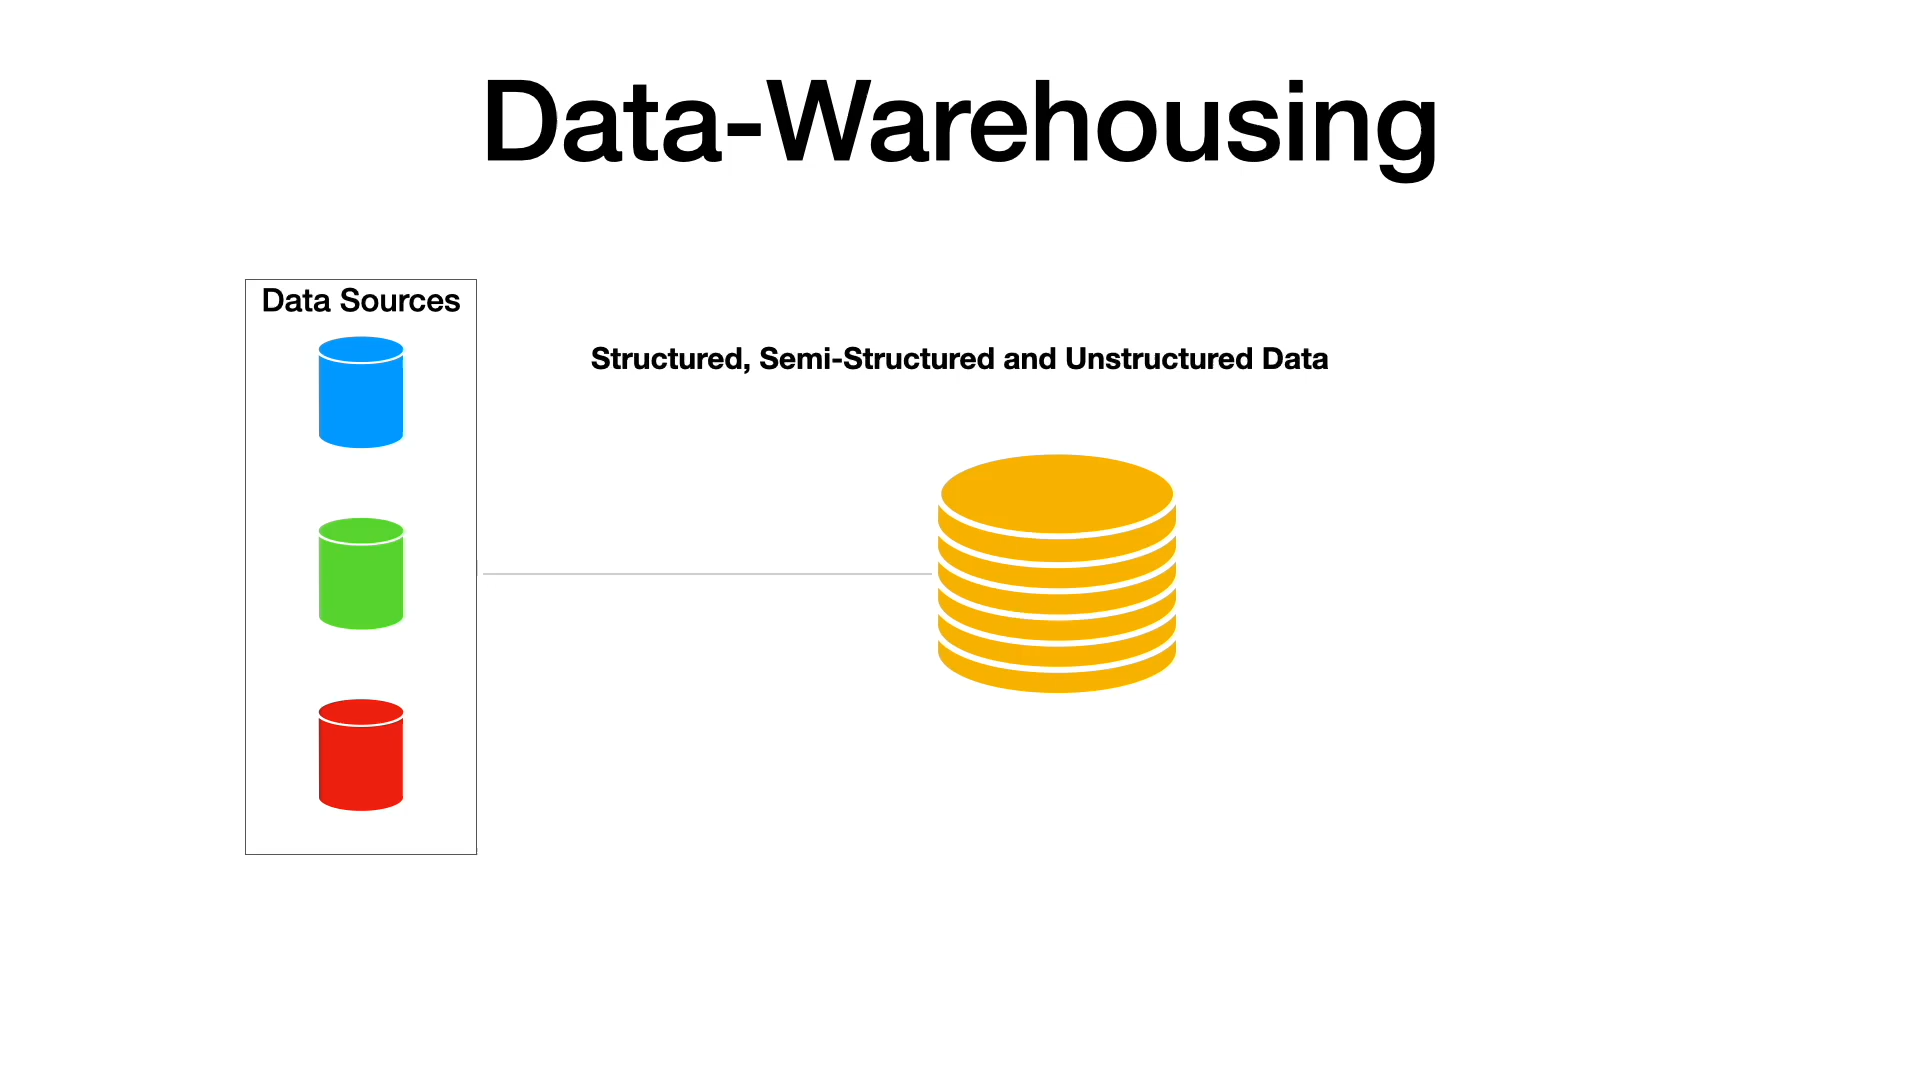 Data-Warehousing
Data Sources
Structured, Semi-Structured and Unstructured Data